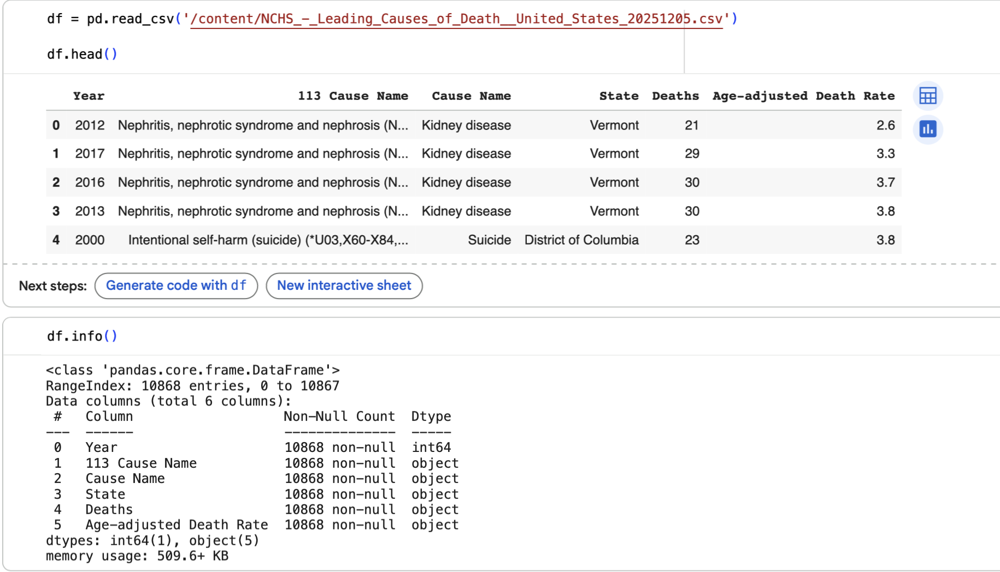 df = pd.read_csv('/content/NCHS_-_Leading_Causes_of_Death__United_States_20251205.csv')
df.head()
Year 113 Cause Name Cause Name State Deaths Age-adjusted Death Rate
0 2012 Nephritis, nephrotic syndrome and nephrosis (N... Kidney disease Vermont 21 2.6
1 2017 Nephritis, nephrotic syndrome and nephrosis (N... Kidney disease Vermont 29 3.3
2 2016 Nephritis, nephrotic syndrome and nephrosis (N... Kidney disease Vermont 30 3.7
3 2013 Nephritis, nephrotic syndrome and nephrosis (N... Kidney disease Vermont 30 3.8
4 2000 Intentional self-harm (suicide) (*U03,X60-X84,... Suicide District of Columbia 23 3.8
Next steps: Generate code with df New interactive sheet
df.info()
<class 'pandas.core.frame.DataFrame'>
RangeIndex: 10868 entries, 0 to 10867
Data columns (total 6 columns):
# Column Non-Null Count Dtype
--- ------ -------------- -----
0 Year 10868 non-null int64
1 113 Cause Name 10868 non-null object
2 Cause Name 10868 non-null object
3 State 10868 non-null object
4 Deaths 10868 non-null object
5 Age-adjusted Death Rate 10868 non-null object
dtypes: int64(1), object(5)
memory usage: 509.6+ KB